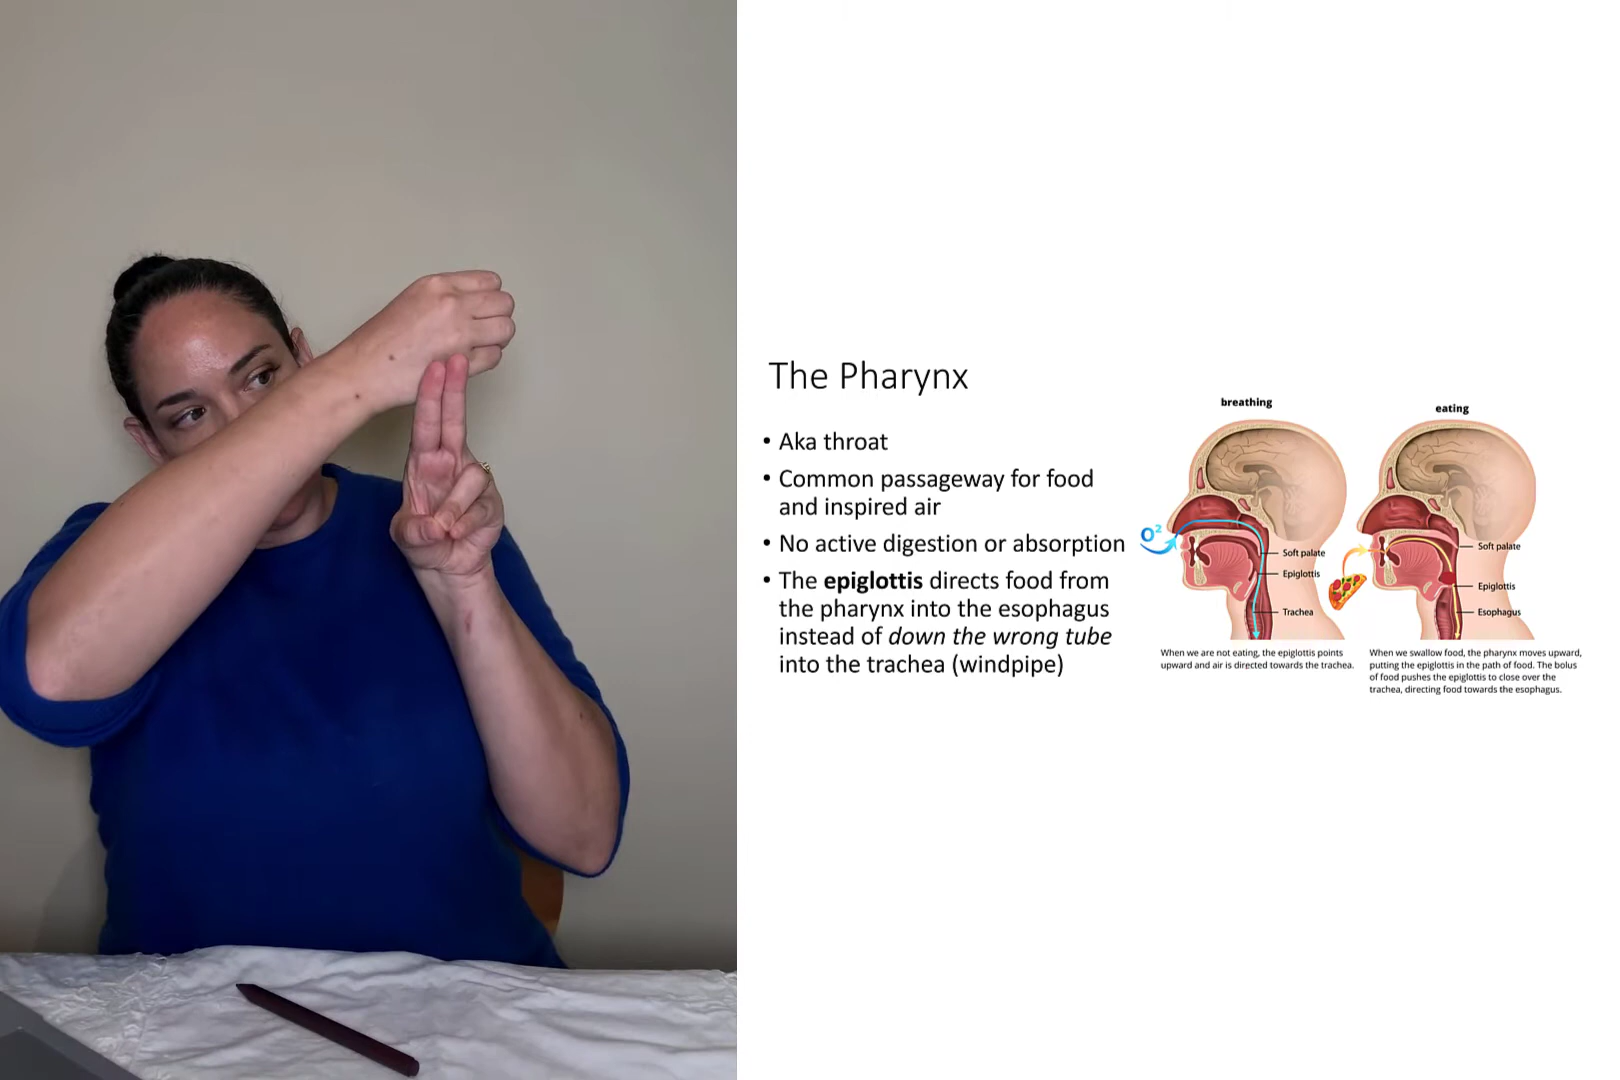 The Pharynx
• Aka throat
• Common passageway for food
and inspired air
• No active digestion or absorption
• The epiglottis directs food from
the pharynx into the esophagus
instead of down the wrong tube
into the trachea (windpipe)
breathing
O²
Soft palate
Epiglottis
Trachea
When we are not eating, the epiglottis points
upward and air is directed towards the trachea.
eating
Soft palate
Epiglottis
Esophagus
When we swallow food, the pharynx moves upward,
putting the epiglottis in the path of food. The bolus
of food pushes the epiglottis to close over the
trachea, directing food towards the esophagus.